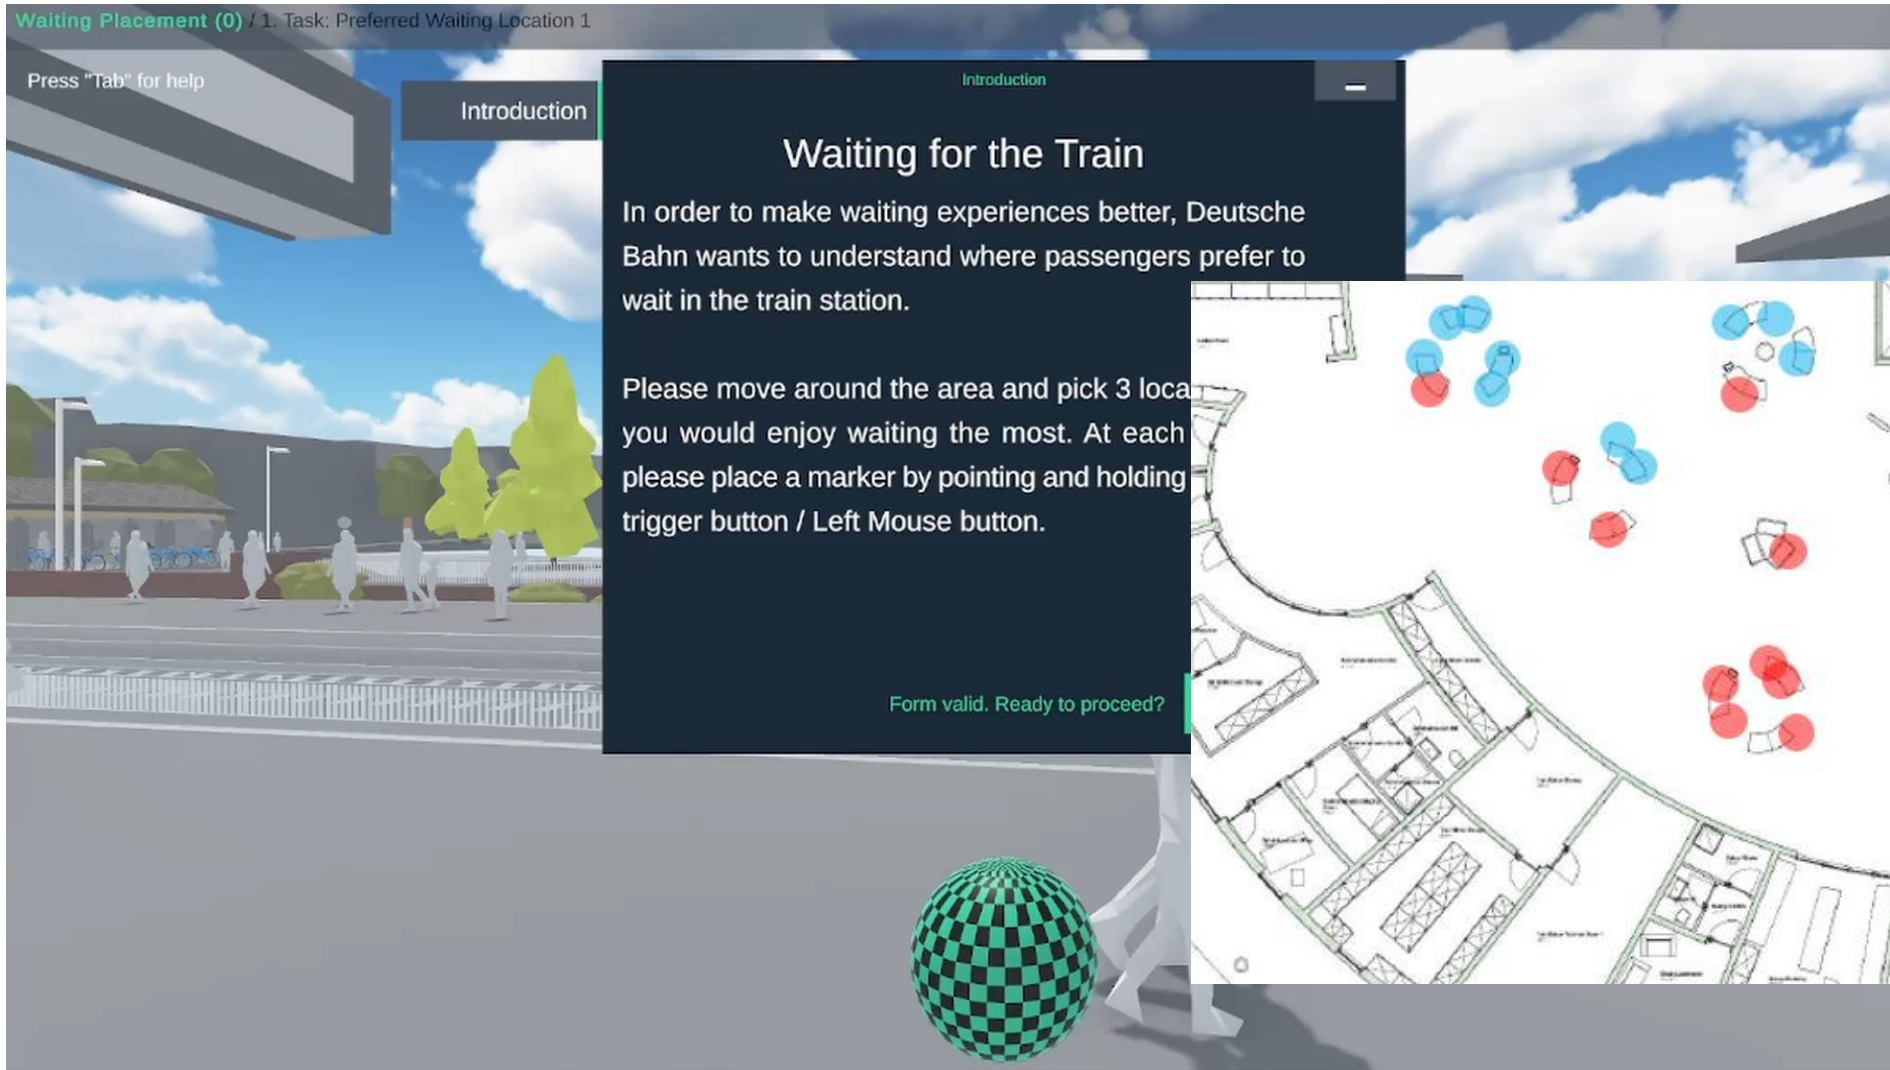 Waiting Placement (0) / 1. Task: Preferred Waiting Location 1
Press "Tab" for help
Introduction
Introduction
Waiting for the Train
In order to make waiting experiences better, Deutsche
Bahn wants to understand where passengers prefer to
wait in the train station.
Please move around the area and pick 3 loca
you would enjoy waiting the most. At each
please place a marker by pointing and holding
trigger button / Left Mouse button.
Form valid. Ready to proceed?